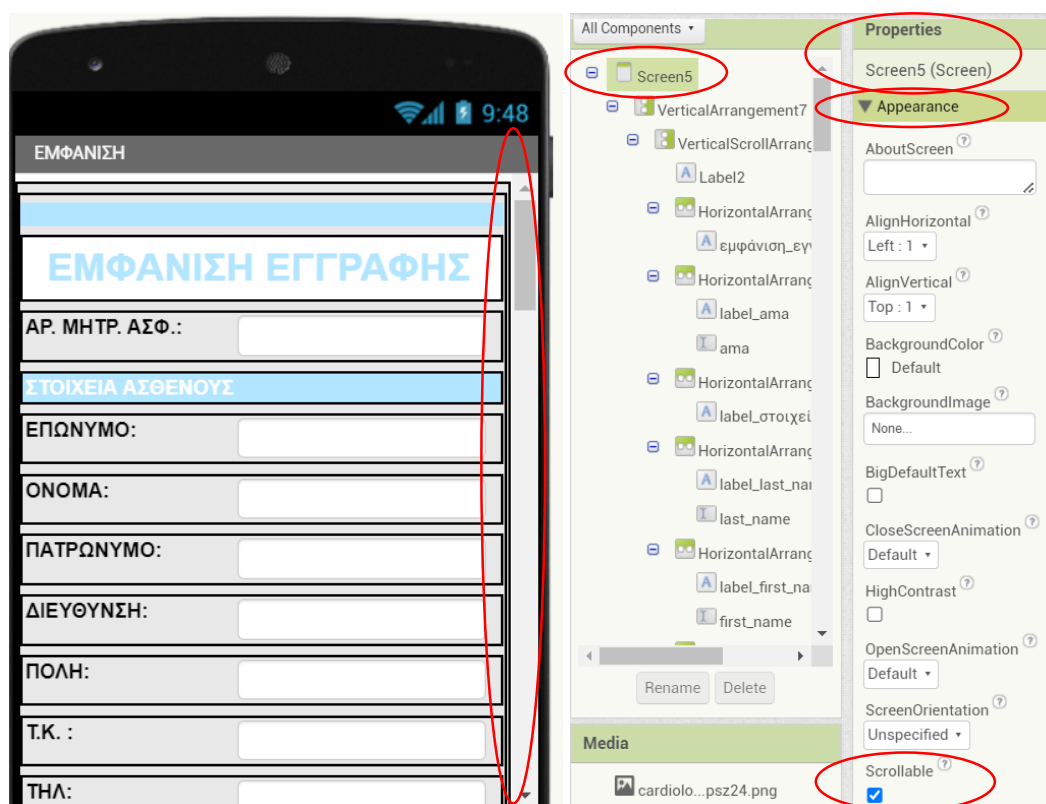 9:48
ΕΜΦΑΝΙΣΗ
ΕΜΦΑΝΙΣΗ ΕΓΓΡΑΦΗΣ
ΑΡ. ΜΗΤΡ. ΑΣΦ.:
ΣΤΟΙΧΕΙΑ ΑΣΘΕΝΟΥΣ
ΕΠΩΝΥΜΟ:
ΟΝΟΜΑ:
ΠΑΤΡΩΝΥΜΟ:
ΔΙΕΥΘΥΝΣΗ:
ΠΟΛΗ:
Τ.Κ. :
ΤΗΛ:
All Components
Screen5
VerticalArrangement7
VerticalScrollArrang
Label2
HorizontalArrang
εμφάνιση_εγγ
HorizontalArrang
label_ama
ama
HorizontalArrang
label_στοιχεί
HorizontalArrang
label_last_nar
last_name
HorizontalArrang
label_first_na
first_name
Rename Delete
Media
cardiolo...psz24.png
Properties
Screen5 (Screen)
Appearance
AboutScreen
AlignHorizontal
Left : 1
AlignVertical
Top : 1
BackgroundColor
Default
BackgroundImage
None...
BigDefaultText
CloseScreenAnimation
Default
HighContrast
OpenScreenAnimation
Default
ScreenOrientation
Unspecified
Scrollable